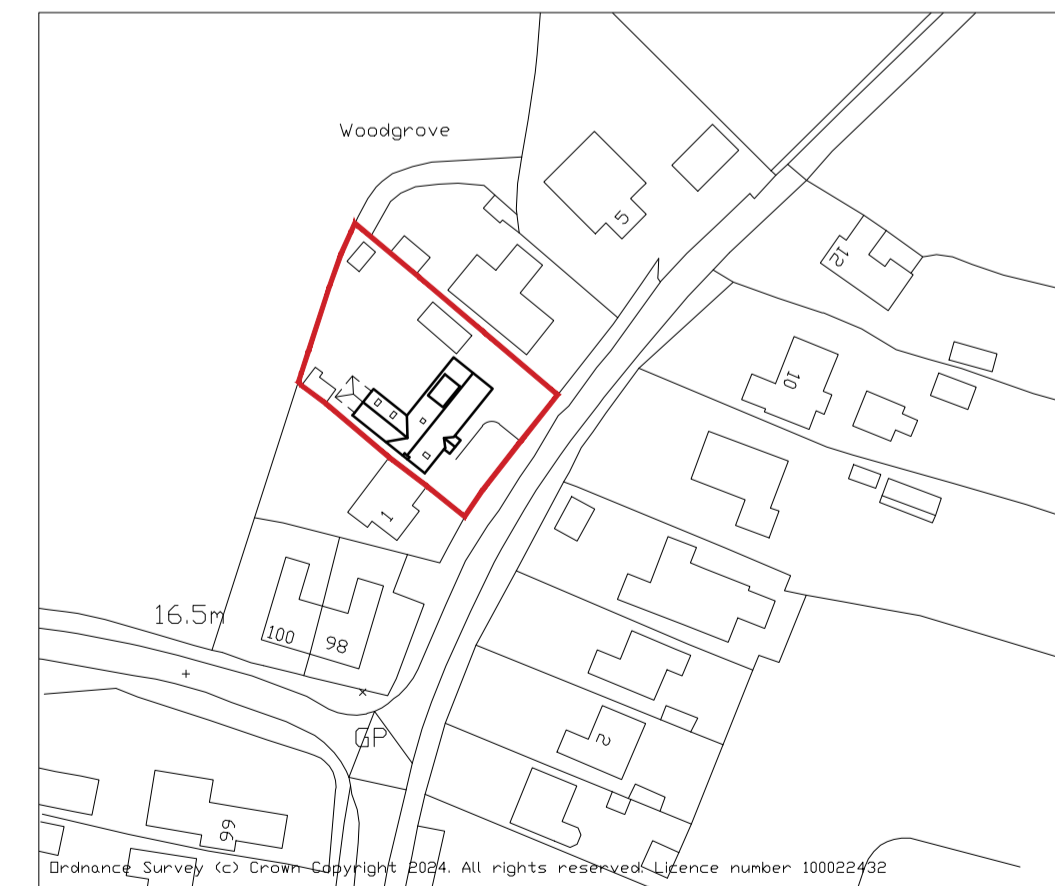 Woodgrove
5
12
10
1
16.5m
100
98
2
GP
99
Ordnance Survey (c) Crown Copyright 2024. All rights reserved. Licence number 100022432